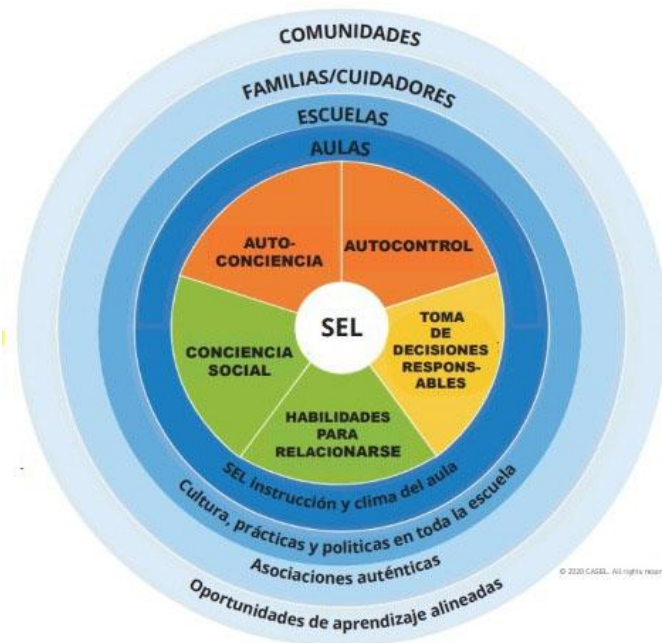 COMUNIDADES
FAMILIAS/CUIDADORES
ESCUELAS
AULAS
AUTO-
CONCIENCIA
AUTOCONTROL
SEL
TOMA
DE
DECISIONES
RESPONS-
ABLES
CONCIENCIA
SOCIAL
HABILIDADES
PARA
RELACIONARSE
SEL instrucción y clima del aula
Cultura, prácticas y politicas en toda la escuela
Asociaciones auténticas
Oportunidades de aprendizaje alineadas
© 2020 CASEL. All rights